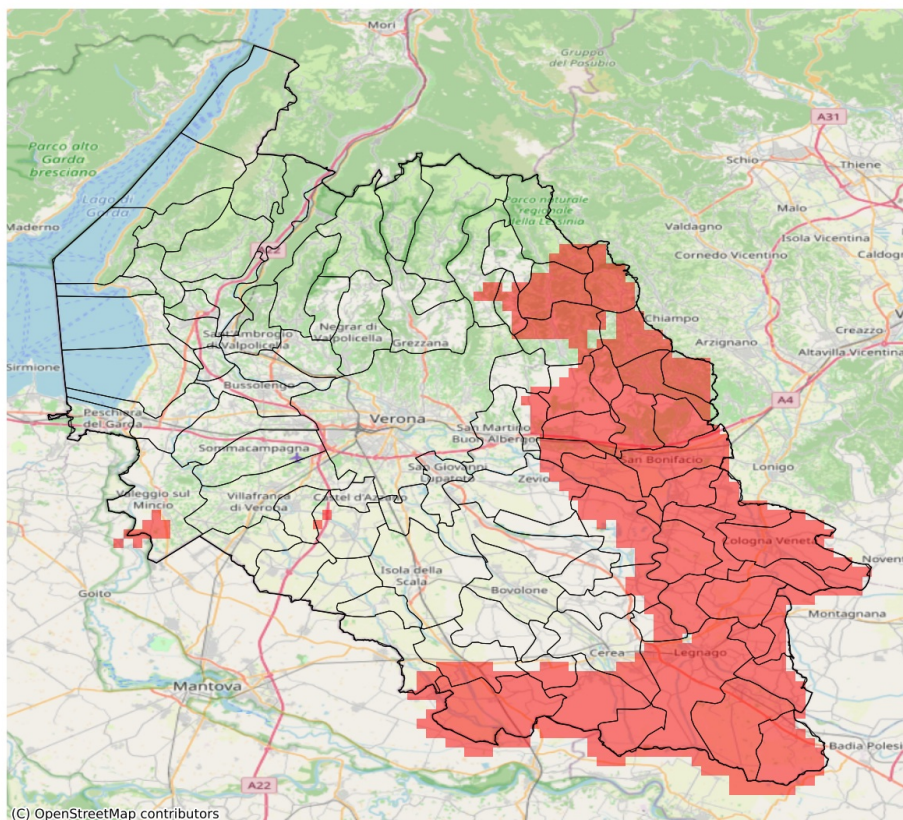 Mori
Gruppo
del Pasubio
A31
Parco alto
Garda
bresciano
Schio
Thiene
Lago di
Garda
Parco naturale
regionale
della Lessinia
Malo
Maderno
Valdagno
Isola Vicentina
A22
Cornedo Vicentino
Caldogn
Chiampo
Sant'Ambrogio
di Valpolicella
Negrar di
Valpolicella
Grezzana
Arzignano
Creazzo
Altavilla Vicentina
Sirmione
Bussolengo
A4
Peschiera
del Garda
Verona
San Martino
Buon Albergo
Sommacampagna
San Bonifacio
Lonigo
San Giovanni
Lupatoto
Zevio
Valeggio sul
Mincio
Villafranca
di Verona
Castel d'Azzano
Cologna Veneta
Novent
Isola della
Scala
Goito
Bovolone
Montagnana
Cerea
Legnago
Mantova
Badia Polesi
A22
(C) OpenStreetMap contributors